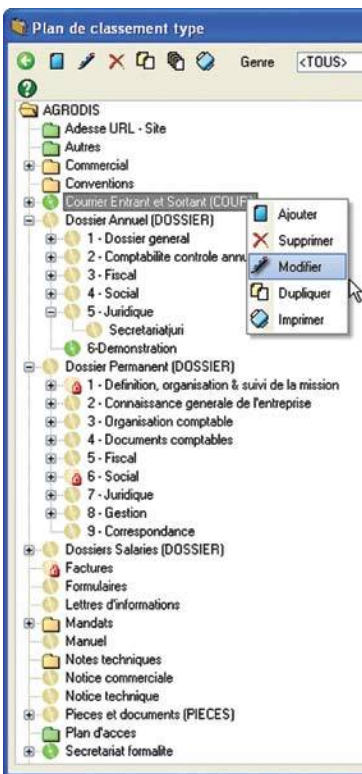 Plan de classement type
Genre <TOUS>
AGRODIS
Adesse URL - Site
Autres
Commercial
Conventions
Courrier Entrant et Sortant (COUR
Dossier Annuel (DOSSIER)
1 - Dossier general
2 - Comptabilite controle annu
3 - Fiscal
4 - Social
5 - Juridique
Secretariatjuri
6-Demonstration
Dossier Permanent (DOSSIER)
1 - Definition, organisation & suivi de la mission
2 - Connaissance generale de l'entreprise
3 - Organisation comptable
4 - Documents comptables
5 - Fiscal
6 - Social
7 - Juridique
8 - Gestion
9 - Correspondance
Dossiers Salaries (DOSSIER)
Factures
Formulaires
Lettres d'informations
Mandats
Manuel
Notes techniques
Notice commerciale
Notice technique
Pieces et documents (PIECES)
Plan d'acces
Secretariat formalite
Ajouter
Supprimer
Modifier
Dupliquer
Imprimer